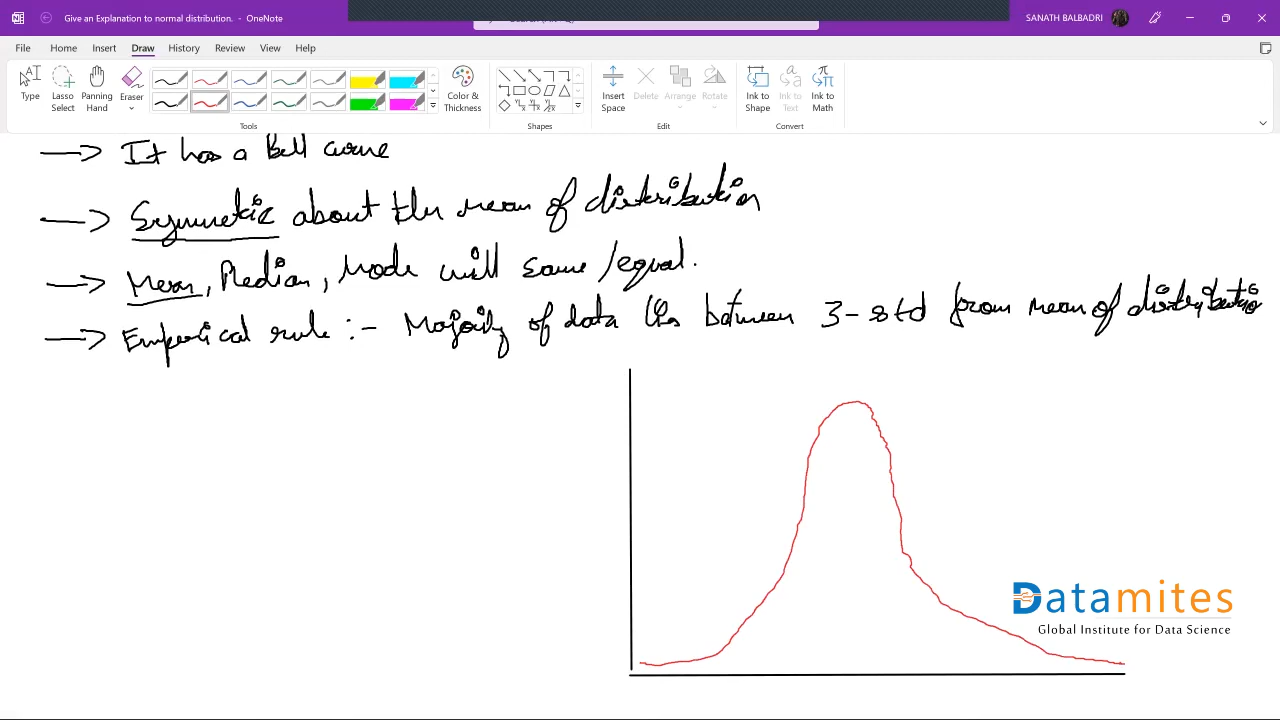 Give an Explanation to normal distribution. - OneNote
SANATH BALBADRI
File Home Insert Draw History Review View Help
Type
Lasso Select
Panning Hand
Eraser
Color & Thickness
Insert Space
Delete
Arrange
Rotate
Ink to Shape
Ink to Text
Ink to Math
Tools
Shapes
Edit
Convert
It has a Bell curve
Symmetric about the mean of distribution
Mean, Median, Mode will same/equal.
Emperical rule :- Majority of data lies between 3-std from mean of distribution
Datamites
Global Institute for Data Science